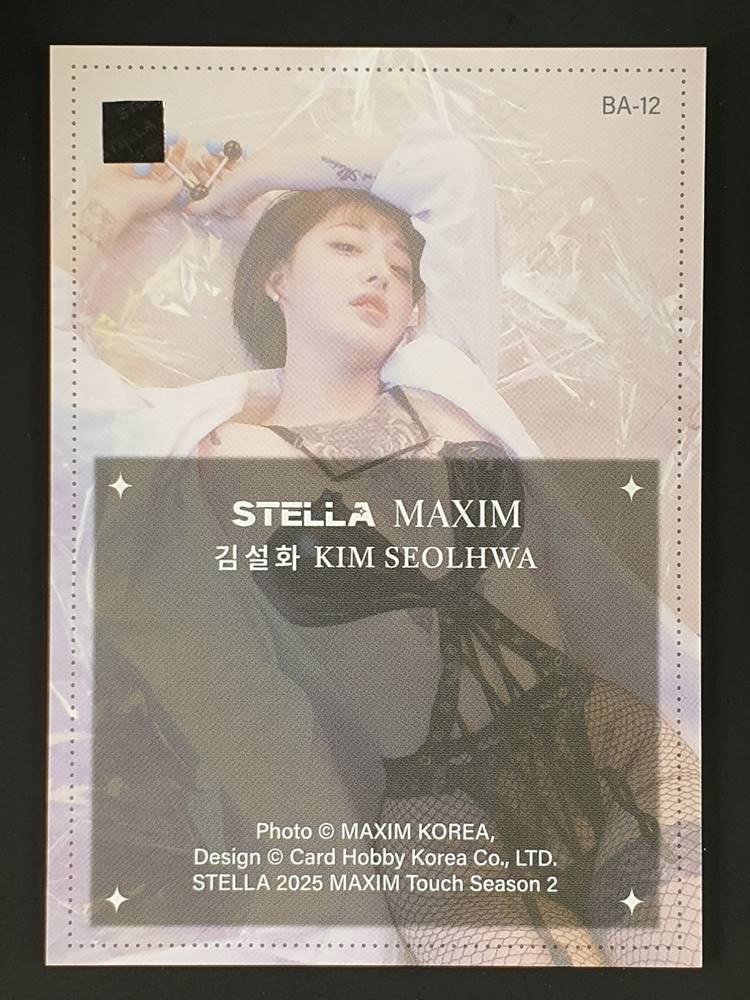 BA-12
STELLA MAXIM
김설화 KIM SEOLHWA
Photo © MAXIM KOREA,
Design © Card Hobby Korea Co., LTD.
STELLA 2025 MAXIM Touch Season 2